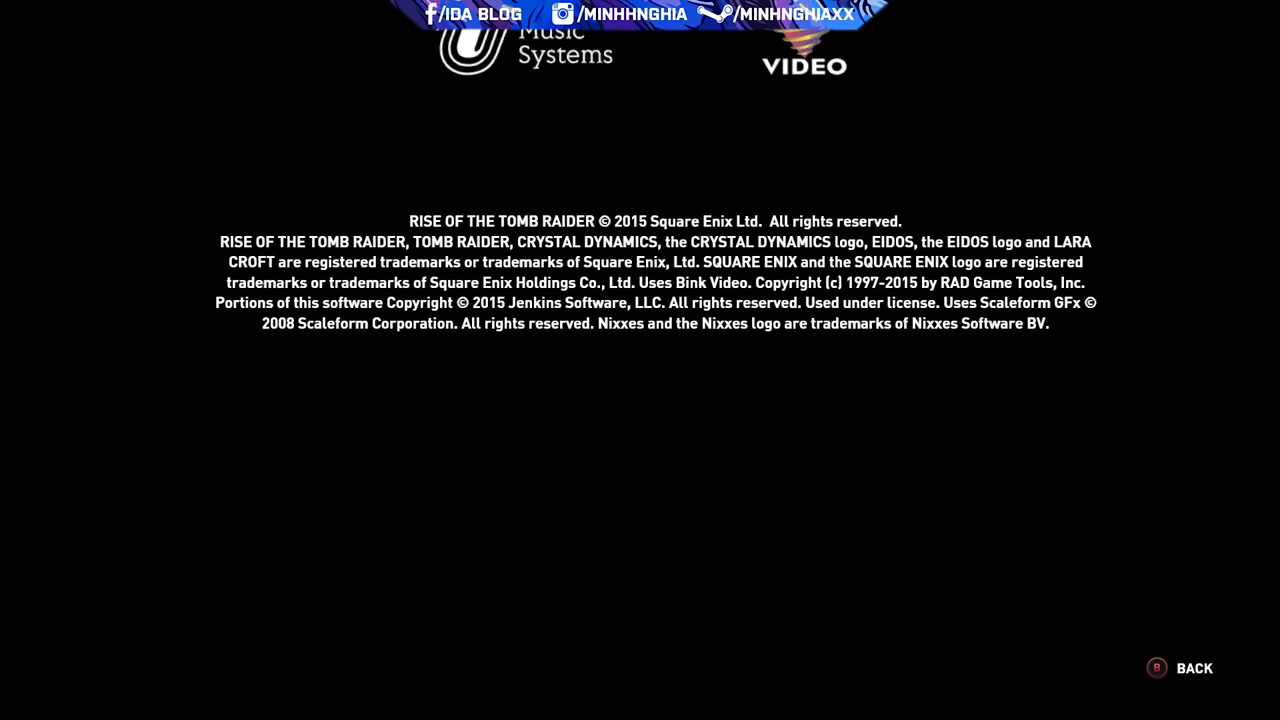 /IDA BLOG /MINHHNGHIA /MINHNGHIAXX
Music
Systems
VIDEO
RISE OF THE TOMB RAIDER © 2015 Square Enix Ltd.  All rights reserved.
RISE OF THE TOMB RAIDER, TOMB RAIDER, CRYSTAL DYNAMICS, the CRYSTAL DYNAMICS logo, EIDOS, the EIDOS logo and LARA
CROFT are registered trademarks or trademarks of Square Enix, Ltd. SQUARE ENIX and the SQUARE ENIX logo are registered
trademarks or trademarks of Square Enix Holdings Co., Ltd. Uses Bink Video. Copyright (c) 1997-2015 by RAD Game Tools, Inc.
Portions of this software Copyright © 2015 Jenkins Software, LLC. All rights reserved. Used under license. Uses Scaleform GFx ©
2008 Scaleform Corporation. All rights reserved. Nixxes and the Nixxes logo are trademarks of Nixxes Software BV.
B BACK